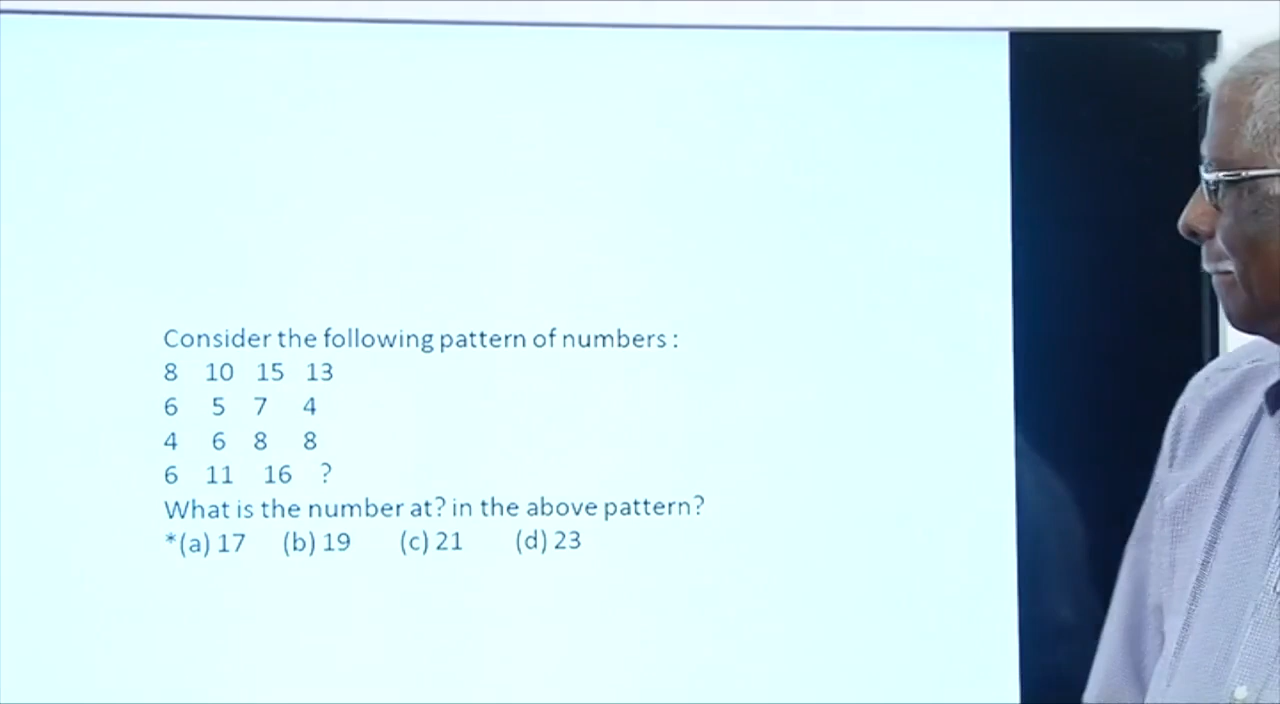 Consider the following pattern of numbers :
8 10 15 13
6 5 7 4
4 6 8 8
6 11 16 ?
What is the number at? in the above pattern?
*(a) 17 (b) 19 (c) 21 (d) 23